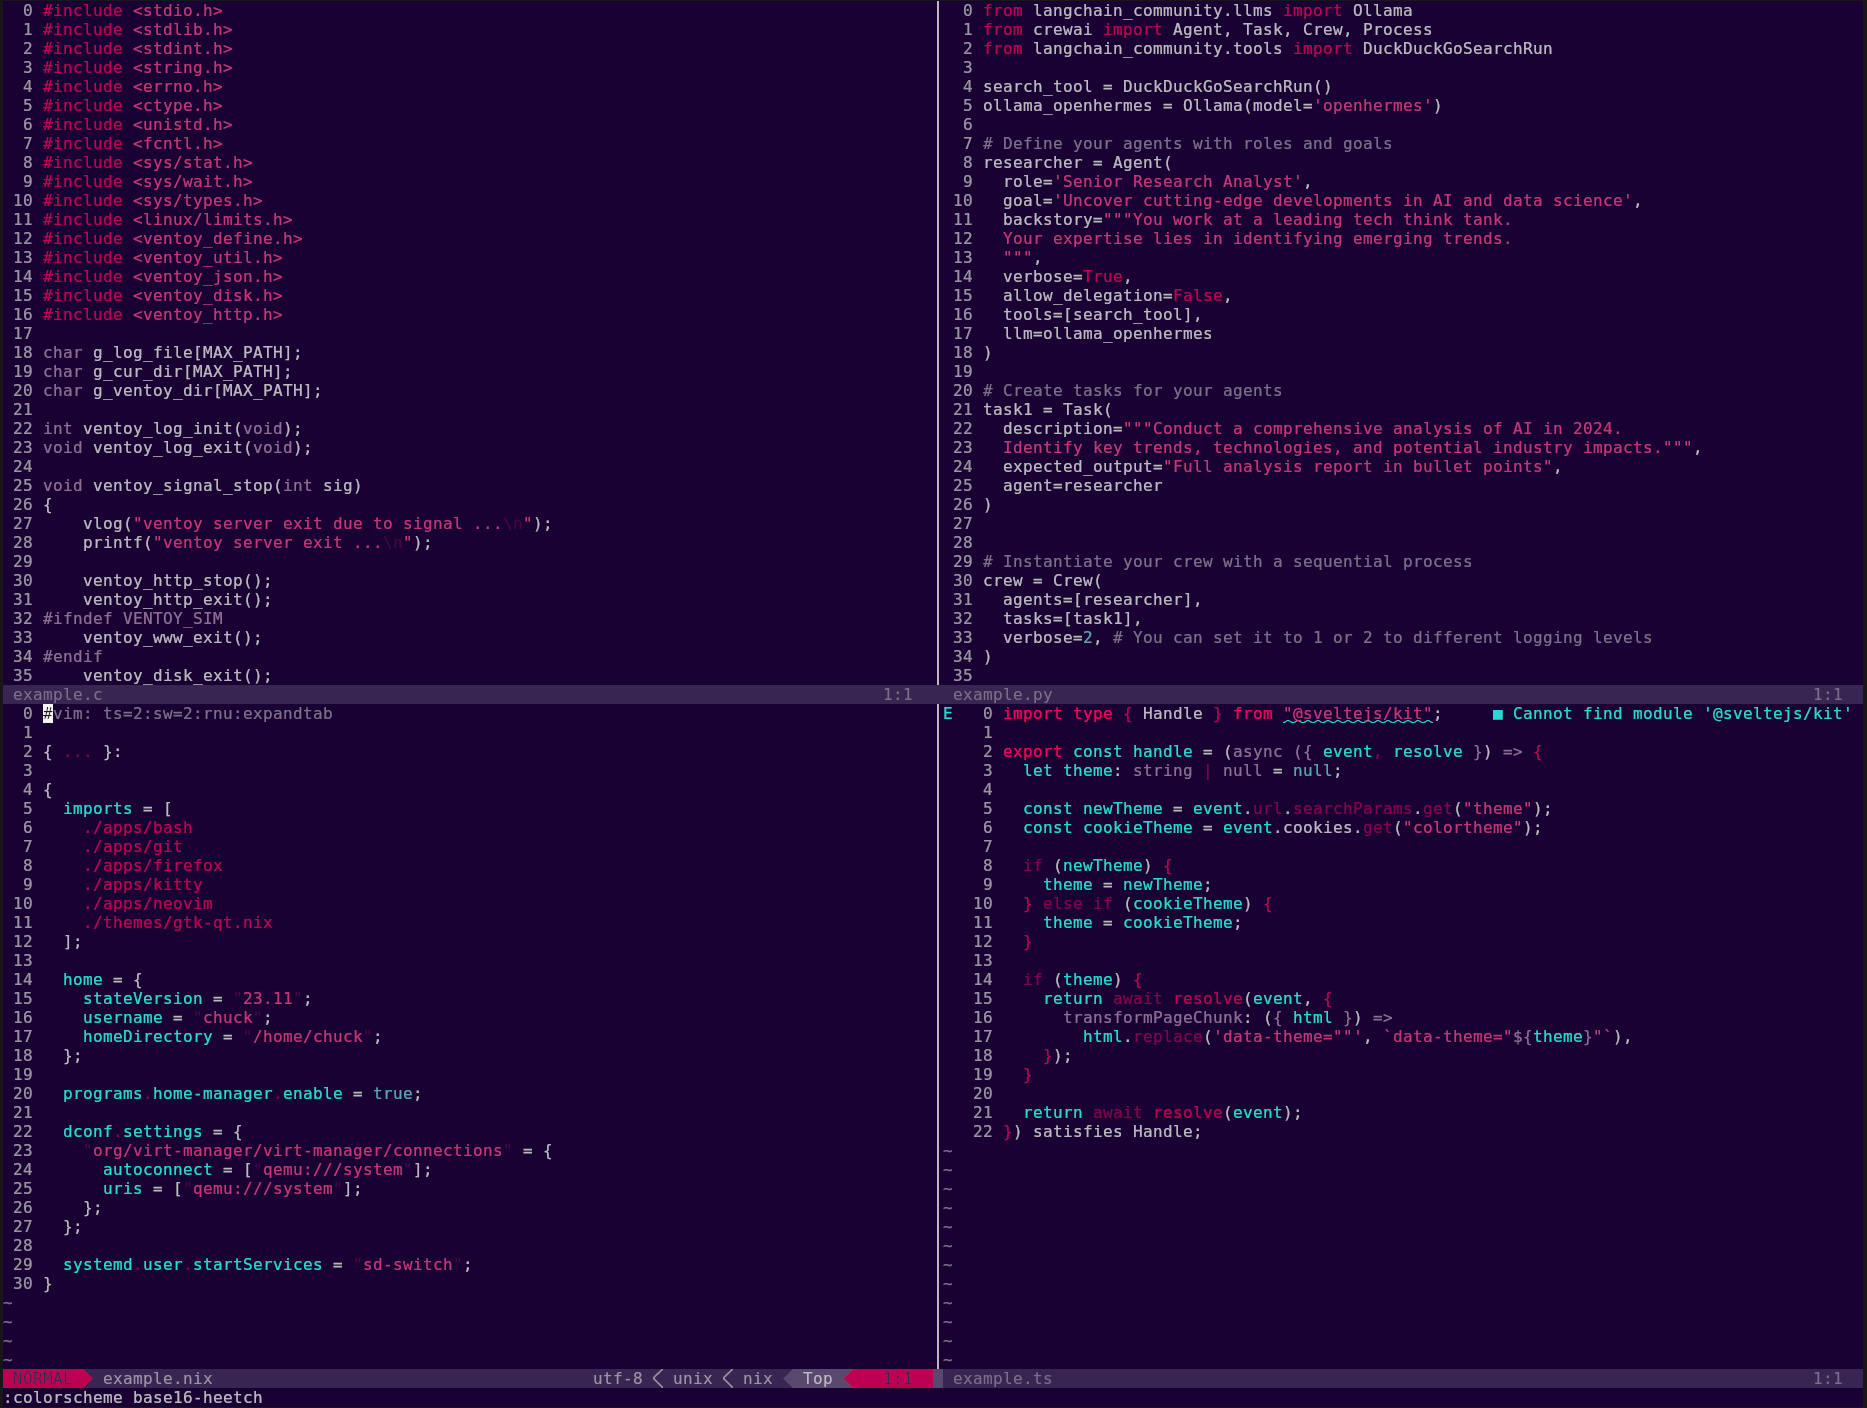 0 #include <stdio.h>
1 #include <stdlib.h>
2 #include <stdint.h>
3 #include <string.h>
4 #include <errno.h>
5 #include <ctype.h>
6 #include <unistd.h>
7 #include <fcntl.h>
8 #include <sys/stat.h>
9 #include <sys/wait.h>
10 #include <sys/types.h>
11 #include <linux/limits.h>
12 #include <ventoy_define.h>
13 #include <ventoy_util.h>
14 #include <ventoy_json.h>
15 #include <ventoy_disk.h>
16 #include <ventoy_http.h>
17
18 char g_log_file[MAX_PATH];
19 char g_cur_dir[MAX_PATH];
20 char g_ventoy_dir[MAX_PATH];
21
22 int ventoy_log_init(void);
23 void ventoy_log_exit(void);
24
25 void ventoy_signal_stop(int sig)
26 {
27     vlog("ventoy server exit due to signal ...\n");
28     printf("ventoy server exit ...\n");
29
30     ventoy_http_stop();
31     ventoy_http_exit();
32 #ifndef VENTOY_SIM
33     ventoy_www_exit();
34 #endif
35     ventoy_disk_exit();
example.c 1:1
0 from langchain_community.llms import Ollama
1 from crewai import Agent, Task, Crew, Process
2 from langchain_community.tools import DuckDuckGoSearchRun
3
4 search_tool = DuckDuckGoSearchRun()
5 ollama_openhermes = Ollama(model='openhermes')
6
7 # Define your agents with roles and goals
8 researcher = Agent(
9   role='Senior Research Analyst',
10   goal='Uncover cutting-edge developments in AI and data science',
11   backstory="""You work at a leading tech think tank.
12   Your expertise lies in identifying emerging trends.
13   """,
14   verbose=True,
15   allow_delegation=False,
16   tools=[search_tool],
17   llm=ollama_openhermes
18 )
19
20 # Create tasks for your agents
21 task1 = Task(
22   description="""Conduct a comprehensive analysis of AI in 2024.
23   Identify key trends, technologies, and potential industry impacts.""",
24   expected_output="Full analysis report in bullet points",
25   agent=researcher
26 )
27
28
29 # Instantiate your crew with a sequential process
30 crew = Crew(
31   agents=[researcher],
32   tasks=[task1],
33   verbose=2, # You can set it to 1 or 2 to different logging levels
34 )
35
example.py 1:1
0 #vim: ts=2:sw=2:rnu:expandtab
1
2 { ... }:
3
4 {
5   imports = [
6     ./apps/bash
7     ./apps/git
8     ./apps/firefox
9     ./apps/kitty
10     ./apps/neovim
11     ./themes/gtk-qt.nix
12   ];
13
14   home = {
15     stateVersion = "23.11";
16     username = "chuck";
17     homeDirectory = "/home/chuck";
18   };
19
20   programs.home-manager.enable = true;
21
22   dconf.settings = {
23     "org/virt-manager/virt-manager/connections" = {
24       autoconnect = ["qemu:///system"];
25       uris = ["qemu:///system"];
26     };
27   };
28
29   systemd.user.startServices = "sd-switch";
30 }
~
~
~
~
NORMAL example.nix utf-8 unix nix Top 1:1
E 0 import type { Handle } from "@sveltejs/kit"; ■ Cannot find module '@sveltejs/kit'
1
2 export const handle = (async ({ event, resolve }) => {
3   let theme: string | null = null;
4
5   const newTheme = event.url.searchParams.get("theme");
6   const cookieTheme = event.cookies.get("colortheme");
7
8   if (newTheme) {
9     theme = newTheme;
10   } else if (cookieTheme) {
11     theme = cookieTheme;
12   }
13
14   if (theme) {
15     return await resolve(event, {
16       transformPageChunk: ({ html }) =>
17         html.replace('data-theme=""', `data-theme="${theme}"`),
18     });
19   }
20
21   return await resolve(event);
22 }) satisfies Handle;
~
~
~
~
~
~
~
~
~
~
~
~
example.ts 1:1
:colorscheme base16-heetch